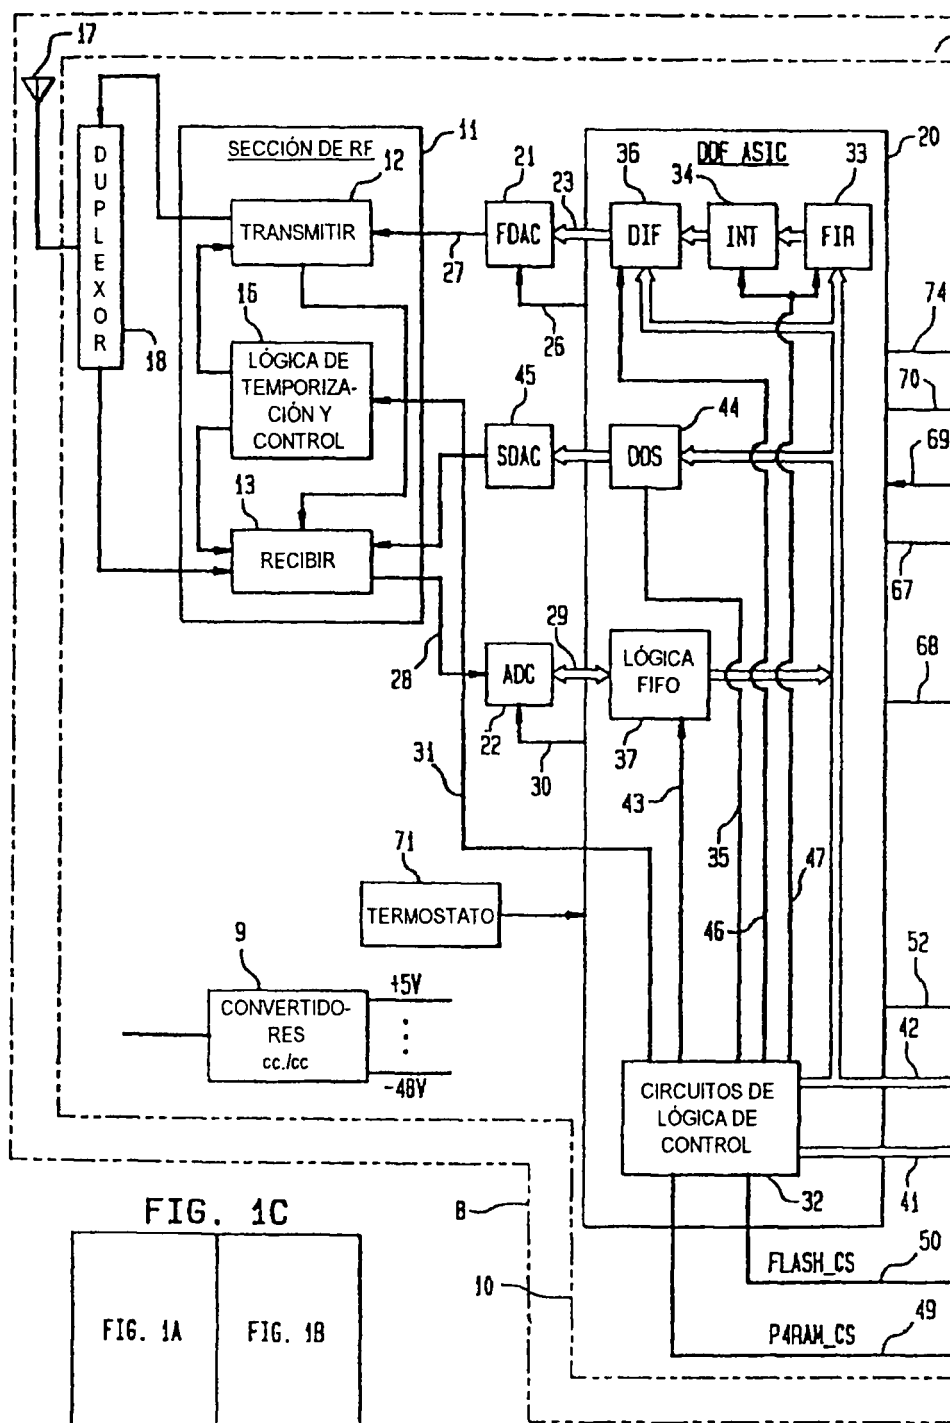 17
11
20
SECCIÓN DE RF
DDF ASIC
DUPLEXOR
12
21
23
36
34
33
TRANSMITIR
FDAC
DIF
INT
FIR
27
18
16
26
74
LÓGICA DE
TEMPORIZA-
CIÓN Y
CONTROL
45
44
70
SDAC
DDS
69
13
RECIBIR
67
28
29
ADC
LÓGICA
FIFO
68
22
37
31
30
43
35
47
71
TERMOSTATO
46
9
52
CONVERTIDO-
RES
cc./cc
+5V
-48V
42
CIRCUITOS DE
LÓGICA DE
CONTROL
41
32
FIG. 1C
8
50
FLASH_CS
10
49
P4RAM_CS
FIG. 1A
FIG. 1B